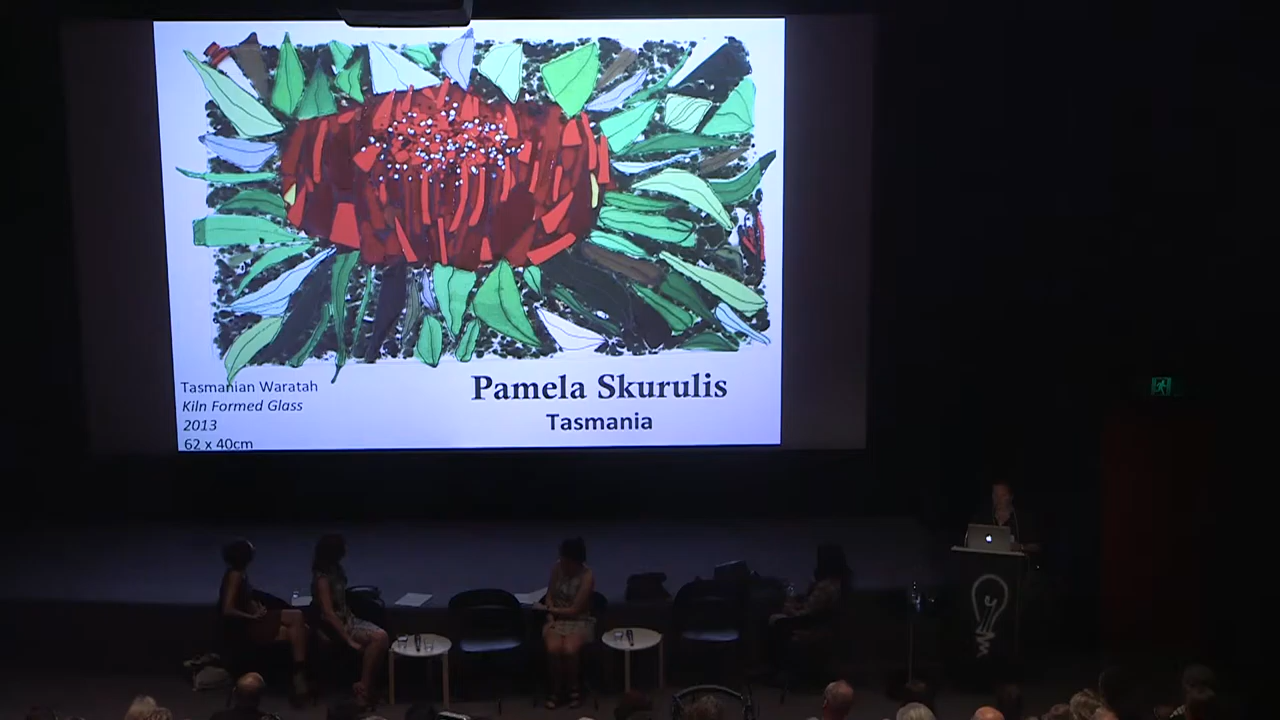 Tasmanian Waratah
Kiln Formed Glass
2013
62 x 40cm
Pamela Skurulis
Tasmania